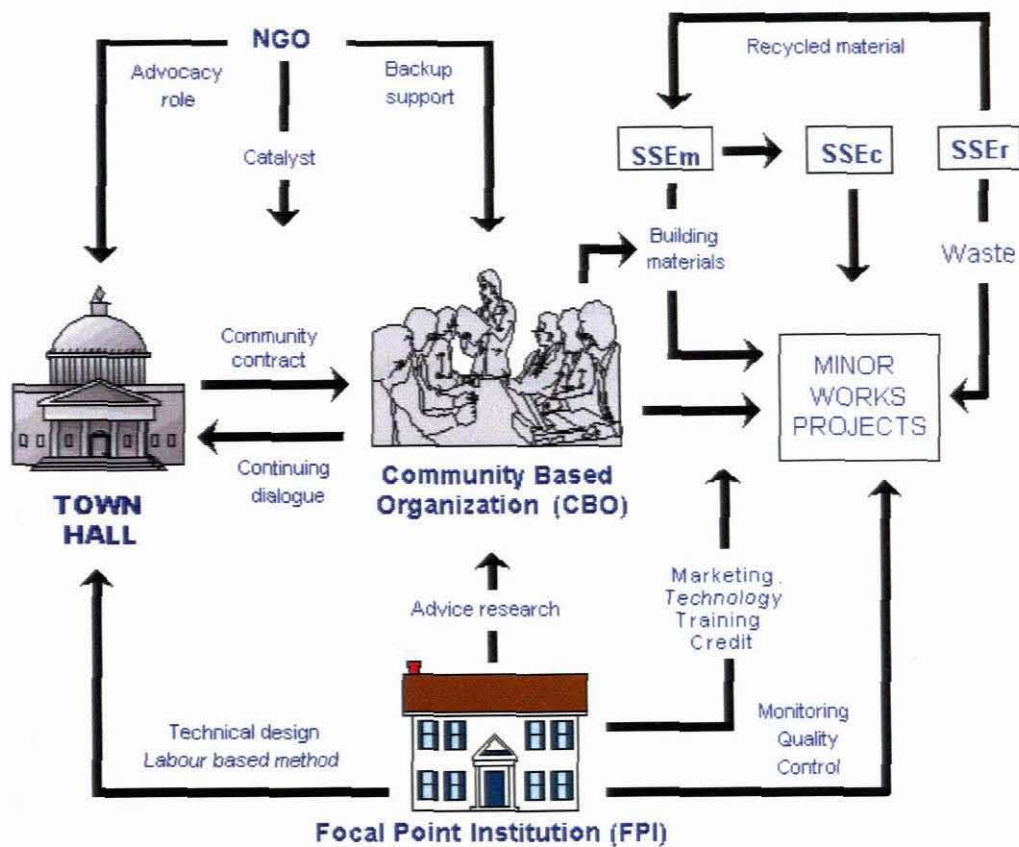 NGO
Advocacy
role
Backup
support
Catalyst
Recycled material
SSEm
SSEc
SSEr
Building
materials
Waste
Community
contract
Continuing
dialogue
TOWN
HALL
Community Based
Organization (CBO)
MINOR
WORKS
PROJECTS
Advice research
Marketing
Technology
Training
Credit
Technical design
Labour based method
Monitoring
Quality
Control
Focal Point Institution (FPI)